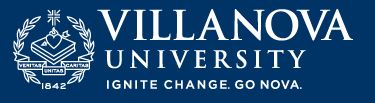 VILLANOVA
UNIVERSITY
IGNITE CHANGE. GO NOVA.
VERITAS UNITAS CARITAS
1842